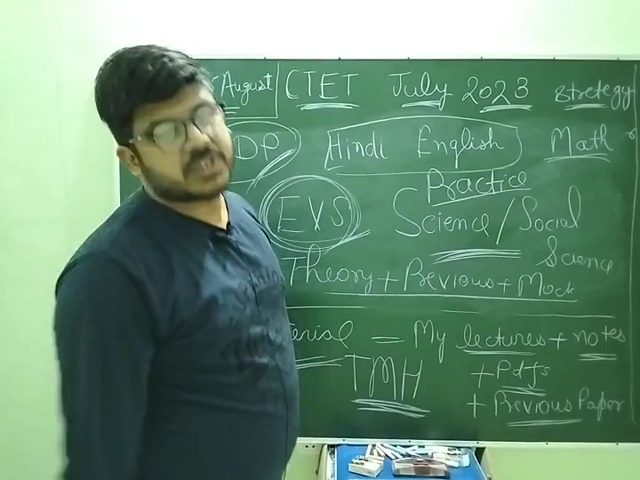 August CTET July 2023 strategy
DP Hindi English Math
Practice
EVS Science/Social
Science
Theory + Previous + Mock
erial = My lectures + notes
TMH + Pdfs
+ Previous Paper